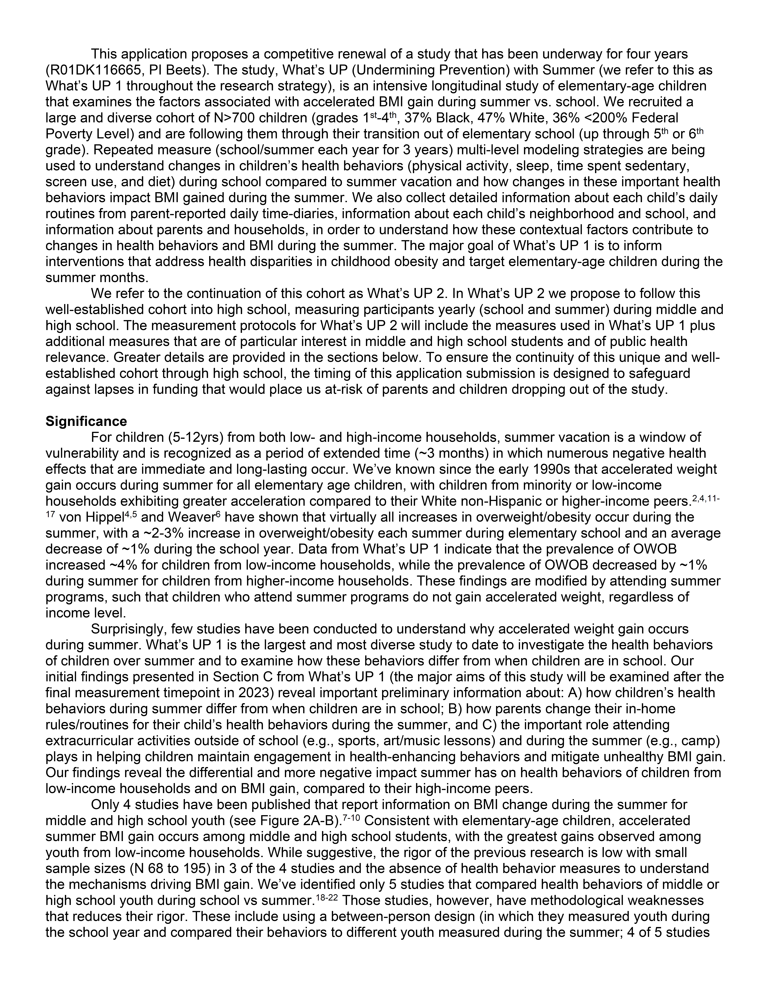 This application proposes a competitive renewal of a study that has been underway for four years
(R01DK116665, PI Beets). The study, What’s UP (Undermining Prevention) with Summer (we refer to this as
What’s UP 1 throughout the research strategy), is an intensive longitudinal study of elementary-age children
that examines the factors associated with accelerated BMI gain during summer vs. school. We recruited a
large and diverse cohort of N>700 children (grades 1st-4th, 37% Black, 47% White, 36% <200% Federal
Poverty Level) and are following them through their transition out of elementary school (up through 5th or 6th
grade). Repeated measure (school/summer each year for 3 years) multi-level modeling strategies are being
used to understand changes in children’s health behaviors (physical activity, sleep, time spent sedentary,
screen use, and diet) during school compared to summer vacation and how changes in these important health
behaviors impact BMI gained during the summer. We also collect detailed information about each child’s daily
routines from parent-reported daily time-diaries, information about each child’s neighborhood and school, and
information about parents and households, in order to understand how these contextual factors contribute to
changes in health behaviors and BMI during the summer. The major goal of What’s UP 1 is to inform
interventions that address health disparities in childhood obesity and target elementary-age children during the
summer months.
We refer to the continuation of this cohort as What’s UP 2. In What’s UP 2 we propose to follow this
well-established cohort into high school, measuring participants yearly (school and summer) during middle and
high school. The measurement protocols for What’s UP 2 will include the measures used in What’s UP 1 plus
additional measures that are of particular interest in middle and high school students and of public health
relevance. Greater details are provided in the sections below. To ensure the continuity of this unique and well-
established cohort through high school, the timing of this application submission is designed to safeguard
against lapses in funding that would place us at-risk of parents and children dropping out of the study.
Significance
For children (5-12yrs) from both low- and high-income households, summer vacation is a window of
vulnerability and is recognized as a period of extended time (~3 months) in which numerous negative health
effects that are immediate and long-lasting occur. We’ve known since the early 1990s that accelerated weight
gain occurs during summer for all elementary age children, with children from minority or low-income
households exhibiting greater acceleration compared to their White non-Hispanic or higher-income peers.2,4,11-
17 von Hippel4,5 and Weaver6 have shown that virtually all increases in overweight/obesity occur during the
summer, with a ~2-3% increase in overweight/obesity each summer during elementary school and an average
decrease of ~1% during the school year. Data from What’s UP 1 indicate that the prevalence of OWOB
increased ~4% for children from low-income households, while the prevalence of OWOB decreased by ~1%
during summer for children from higher-income households. These findings are modified by attending summer
programs, such that children who attend summer programs do not gain accelerated weight, regardless of
income level.
Surprisingly, few studies have been conducted to understand why accelerated weight gain occurs
during summer. What’s UP 1 is the largest and most diverse study to date to investigate the health behaviors
of children over summer and to examine how these behaviors differ from when children are in school. Our
initial findings presented in Section C from What’s UP 1 (the major aims of this study will be examined after the
final measurement timepoint in 2023) reveal important preliminary information about: A) how children’s health
behaviors during summer differ from when children are in school; B) how parents change their in-home
rules/routines for their child’s health behaviors during the summer, and C) the important role attending
extracurricular activities outside of school (e.g., sports, art/music lessons) and during the summer (e.g., camp)
plays in helping children maintain engagement in health-enhancing behaviors and mitigate unhealthy BMI gain.
Our findings reveal the differential and more negative impact summer has on health behaviors of children from
low-income households and on BMI gain, compared to their high-income peers.
Only 4 studies have been published that report information on BMI change during the summer for
middle and high school youth (see Figure 2A-B).7-10 Consistent with elementary-age children, accelerated
summer BMI gain occurs among middle and high school students, with the greatest gains observed among
youth from low-income households. While suggestive, the rigor of the previous research is low with small
sample sizes (N 68 to 195) in 3 of the 4 studies and the absence of health behavior measures to understand
the mechanisms driving BMI gain. We’ve identified only 5 studies that compared health behaviors of middle or
high school youth during school vs summer.18-22 Those studies, however, have methodological weaknesses
that reduces their rigor. These include using a between-person design (in which they measured youth during
the school year and compared their behaviors to different youth measured during the summer; 4 of 5 studies